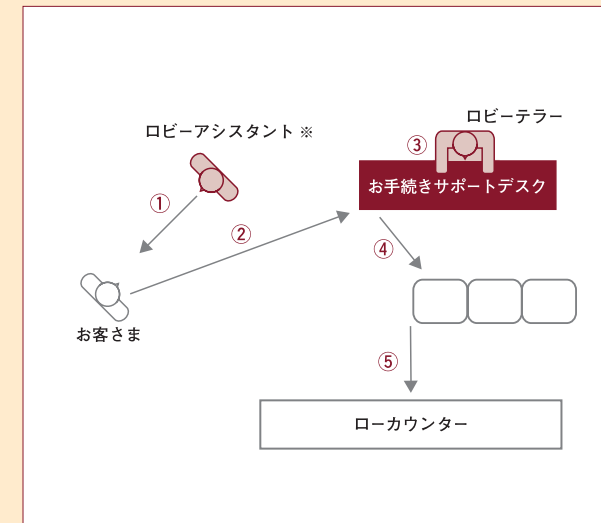 ロビーテラー
ロビーアシスタント ※
③
お手続きサポートデスク
①
②
④
お客さま
⑤
ローカウンター